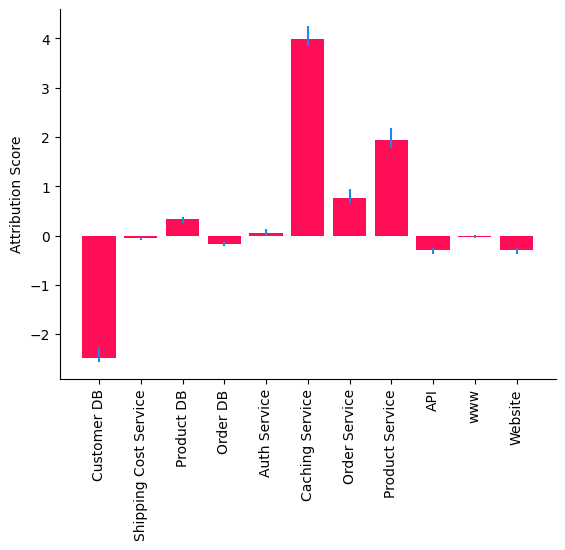 Attribution Score
4
3
2
1
0
−1
−2
Customer DB
Shipping Cost Service
Product DB
Order DB
Auth Service
Caching Service
Order Service
Product Service
API
www
Website